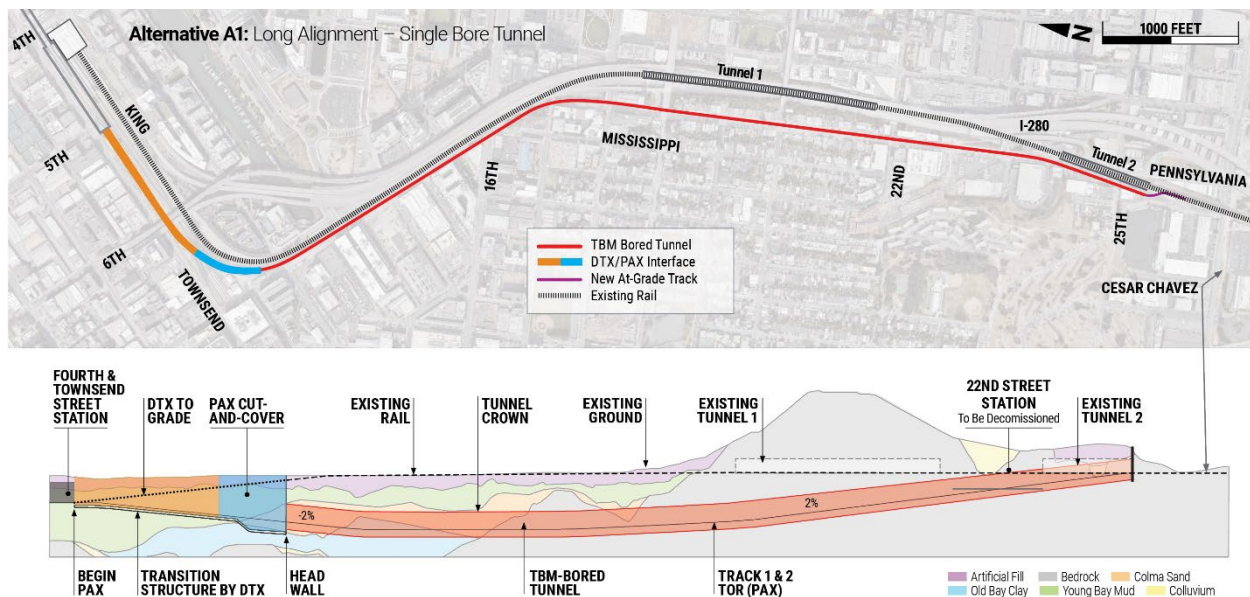 Alternative A1: Long Alignment – Single Bore Tunnel
N
1000 FEET
4TH
KING
5TH
6TH
TOWNSEND
16TH
Tunnel 1
MISSISSIPPI
22ND
I-280
Tunnel 2
PENNSYLVANIA
25TH
CESAR CHAVEZ
TBM Bored Tunnel
DTX/PAX Interface
New At-Grade Track
Existing Rail
FOURTH &
TOWNSEND
STREET
STATION
DTX TO
GRADE
PAX CUT-
AND-COVER
EXISTING
RAIL
TUNNEL
CROWN
EXISTING
GROUND
EXISTING
TUNNEL 1
22ND STREET
STATION
To Be Decomissioned
EXISTING
TUNNEL 2
-2%
2%
BEGIN
PAX
TRANSITION
STRUCTURE BY DTX
HEAD
WALL
TBM-BORED
TUNNEL
TRACK 1 & 2
TOR (PAX)
Artificial Fill
Bedrock
Colma Sand
Old Bay Clay
Young Bay Mud
Colluvium